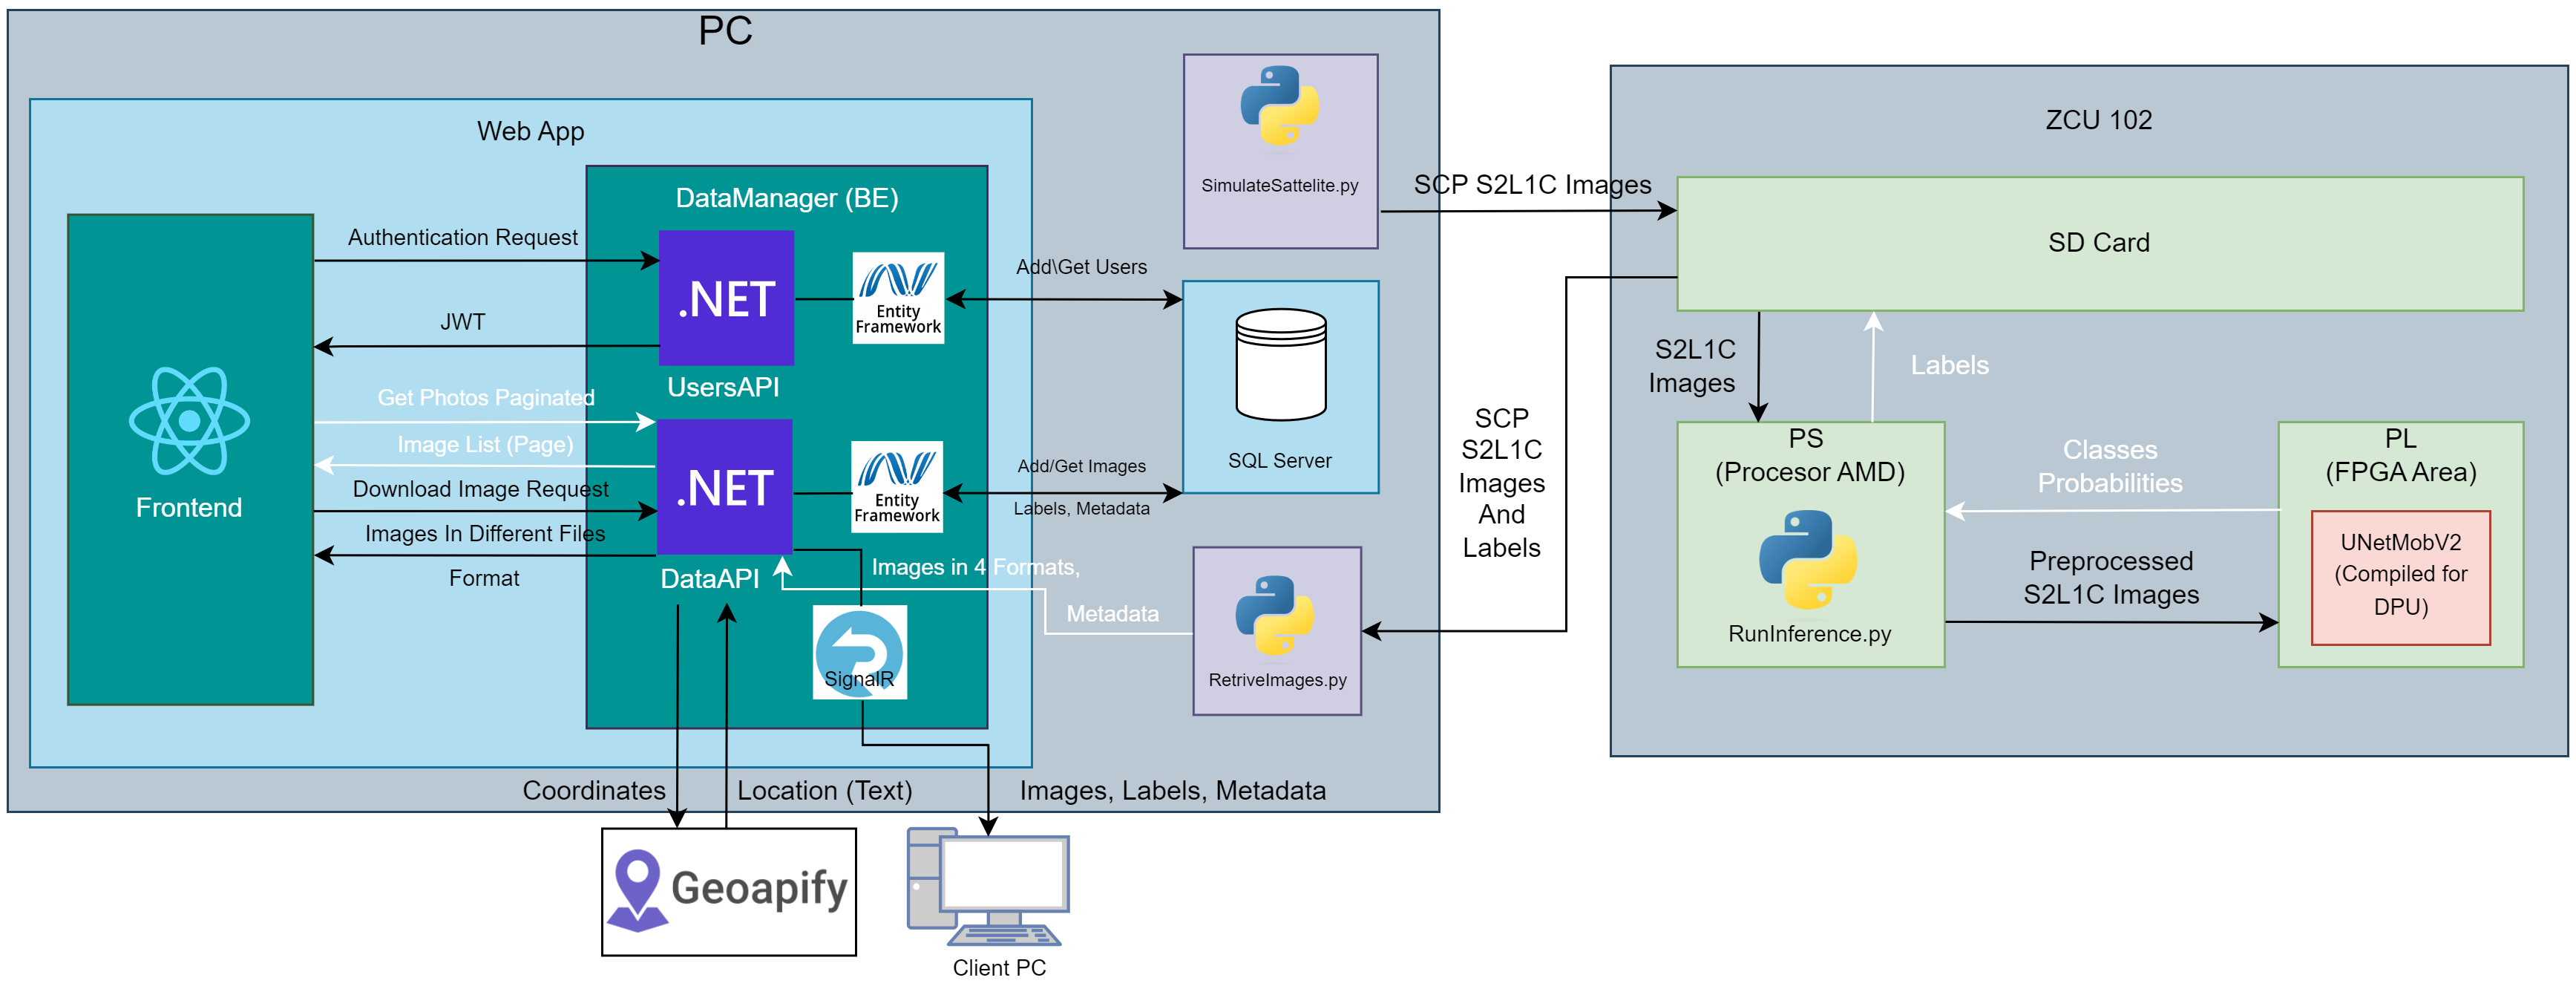 PC
Web App
DataManager (BE)
Authentication Request
.NET
Entity
Framework
JWT
UsersAPI
Get Photos Paginated
Image List (Page)
Download Image Request
Images In Different Files
Format
Frontend
.NET
Entity
Framework
DataAPI
SignalR
Images in 4 Formats,
Metadata
Add\Get Users
Add/Get Images
Labels, Metadata
SimulateSattelite.py
SQL Server
RetriveImages.py
Coordinates
Location (Text)
Images, Labels, Metadata
Geoapify
Client PC
SCP S2L1C Images
SCP
S2L1C
Images
And
Labels
ZCU 102
SD Card
S2L1C
Images
Labels
PS
(Procesor AMD)
RunInference.py
Classes
Probabilities
Preprocessed
S2L1C Images
PL
(FPGA Area)
UNetMobV2
(Compiled for
DPU)